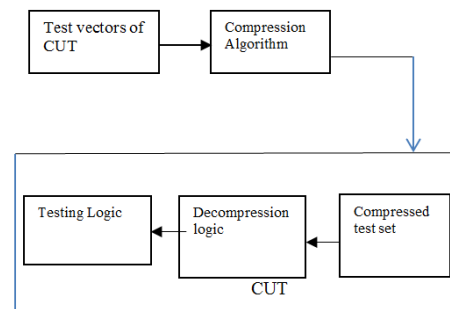 Test vectors of
CUT
Compression
Algorithm
Testing Logic
Decompression
logic
Compressed
test set
CUT